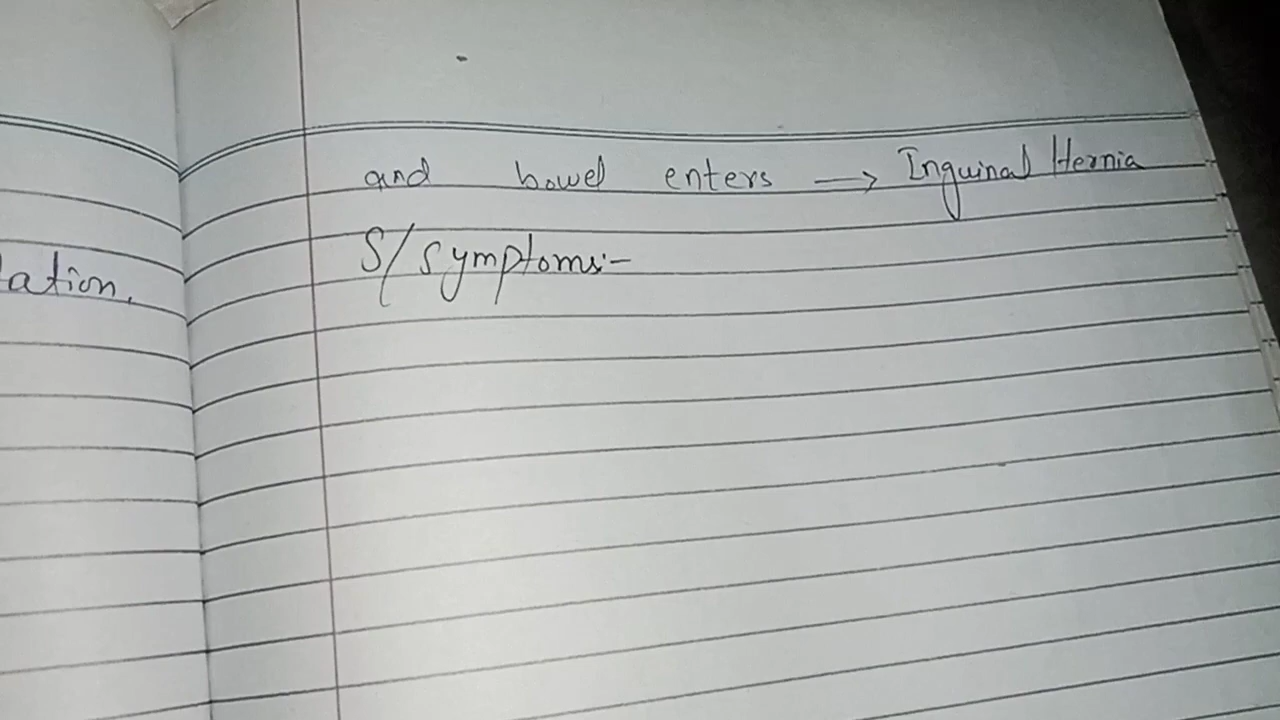 and bowel enters → Inguinal Hernia
S/Symptoms:-
ation.